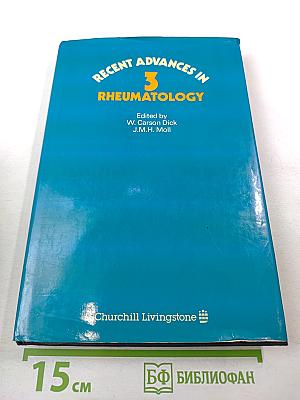 RECENT ADVANCES IN
3
RHEUMATOLOGY
Edited by
W. Carson Dick
J.M.H. Moll
Churchill Livingstone
15 см
БФ БИБЛИОФАН